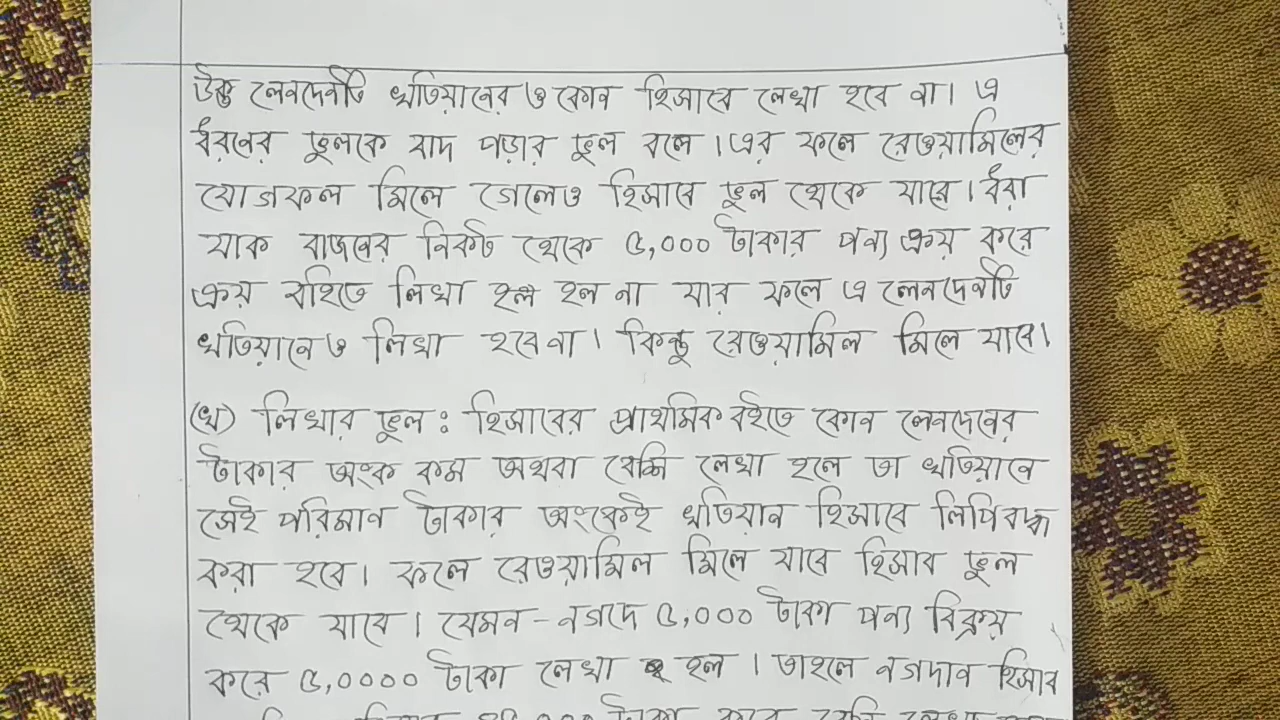 উক্ত লেনদেনটি খতিয়ানের ও কোন হিসাবে লেখা হবে না। এ
ধরনের ভুলকে বাদ পড়ার ভুল বলে। এর ফলে রেওয়ামিলের
যোগফল মিলে গেলেও হিসাবে ভুল থেকে যাবে। ধরা
যাক রাজনের নিকট থেকে ৫,০০০ টাকার পন্য ক্রয় করে
ক্রয় বহিতে লিখা হল না যার ফলে এ লেনদেনটি
খতিয়ানে ও লিখা হবে না। কিন্তু রেওয়ামিল মিলে যাবে।
(খ) লিখার ভুল : হিসাবের প্রাথমিক বইতে কোন লেনদেনের
টাকার অংক কম অথবা বেশি লেখা হলে তা খতিয়ানে
সেই পরিমান টাকার অংকেই খতিয়ান হিসাবে লিপিবদ্ধ
করা হবে। ফলে রেওয়ামিল মিলে যাবে হিসাব ভুল
থেকে যাবে। যেমন - নগদে ৫,০০০ টাকা পন্য বিক্রয়
করে ৫,০০০০ টাকা লেখা হল। তাহলে নগদান হিসাব